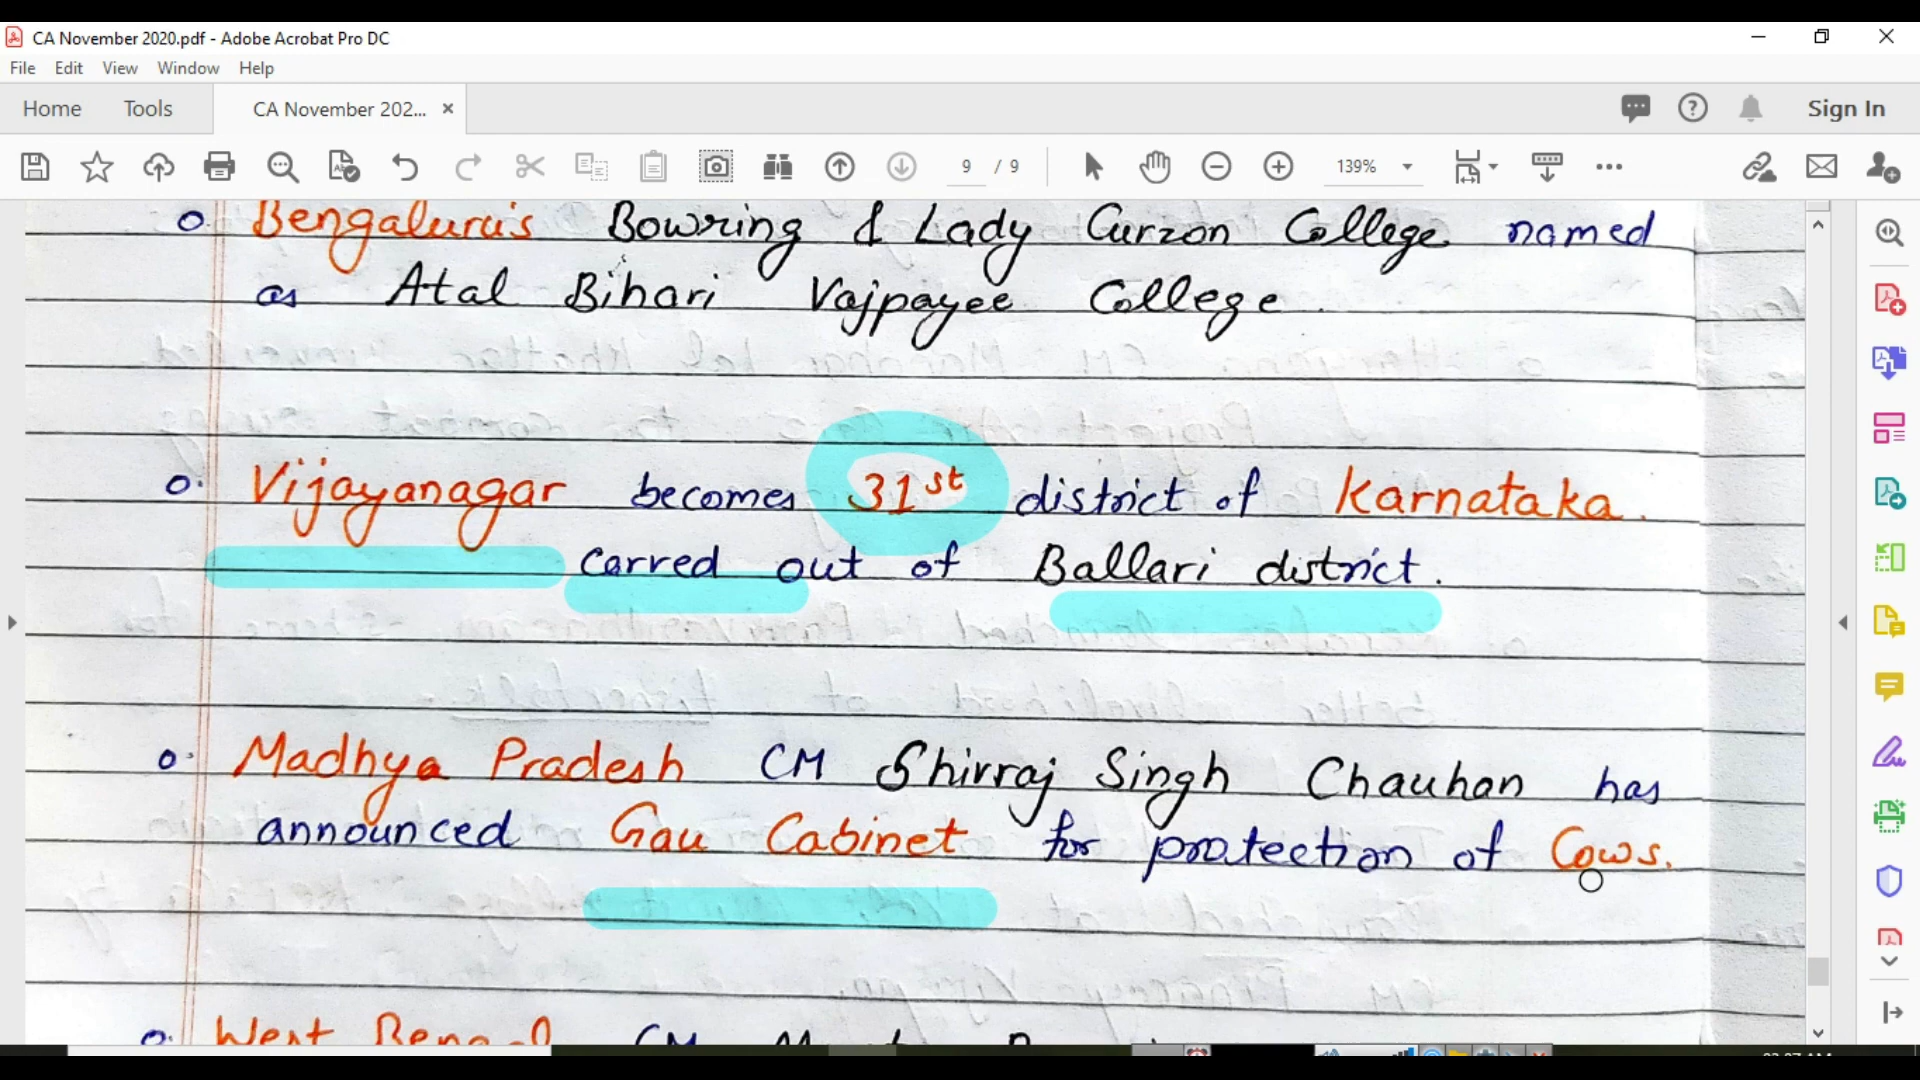 CA November 2020.pdf - Adobe Acrobat Pro DC
File Edit View Window Help
Home Tools CA November 202... × Sign In
9 / 9 139%
Bengaluru's Bowring & Lady Curzon College named
as Atal Bihari Vajpayee College.
Vijayanagar becomes 31st district of Karnataka.
Carved out of Ballari district.
Madhya Pradesh CM Shivraj Singh Chauhan has
announced Gau Cabinet for protection of Cows.
West Bengal CM